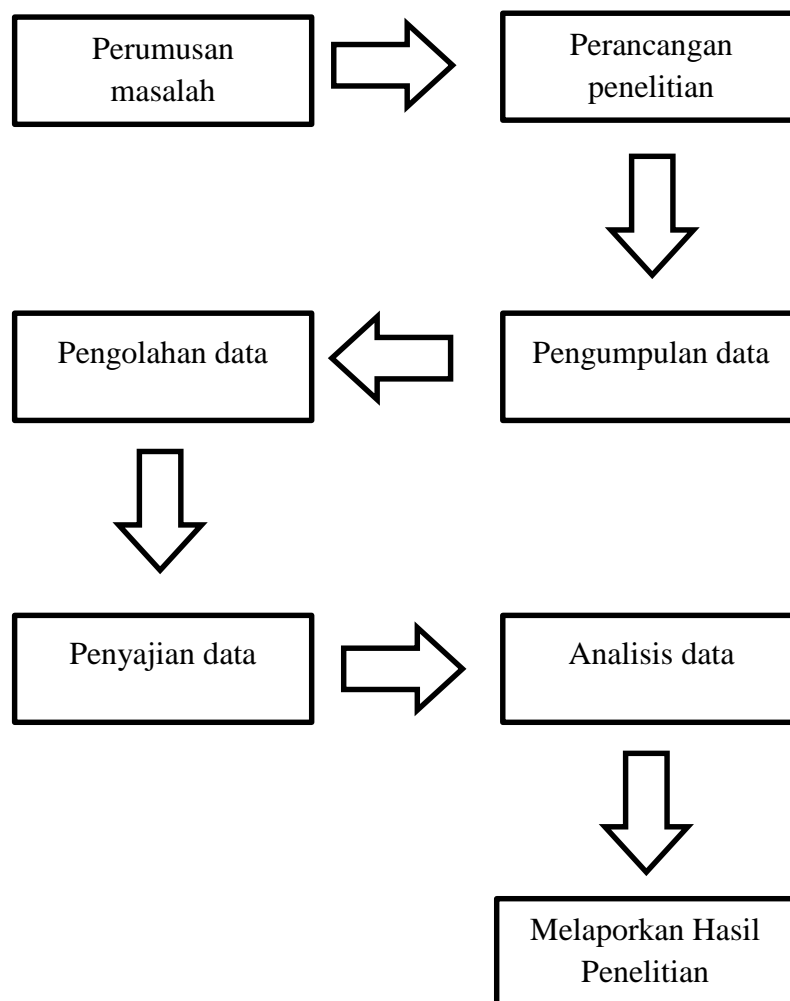 Perumusan
masalah
Perancangan
penelitian
Pengumpulan data
Pengolahan data
Penyajian data
Analisis data
Melaporkan Hasil
Penelitian